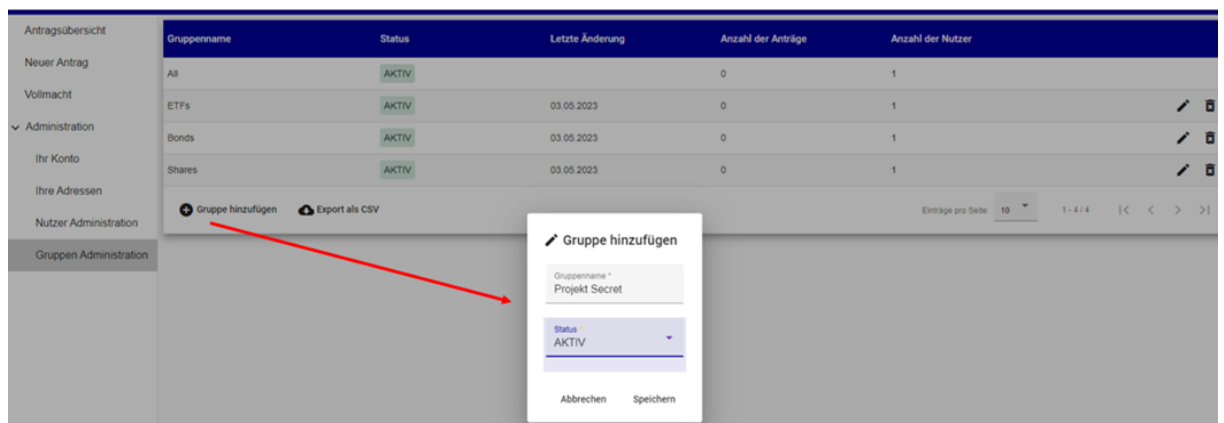 Antragsübersicht
Neuer Antrag
Vollmacht
Administration
Ihr Konto
Ihre Adressen
Nutzer Administration
Gruppen Administration
Gruppenname Status Letzte Änderung Anzahl der Anträge Anzahl der Nutzer
All AKTIV 0 1
ETFs AKTIV 03.05.2023 0 1
Bonds AKTIV 03.05.2023 0 1
Shares AKTIV 03.05.2023 0 1
Gruppe hinzufügen Export als CSV Einträge pro Seite: 10 1 - 4 / 4
Gruppe hinzufügen
Gruppenname *
Projekt Secret
Status *
AKTIV
Abbrechen Speichern